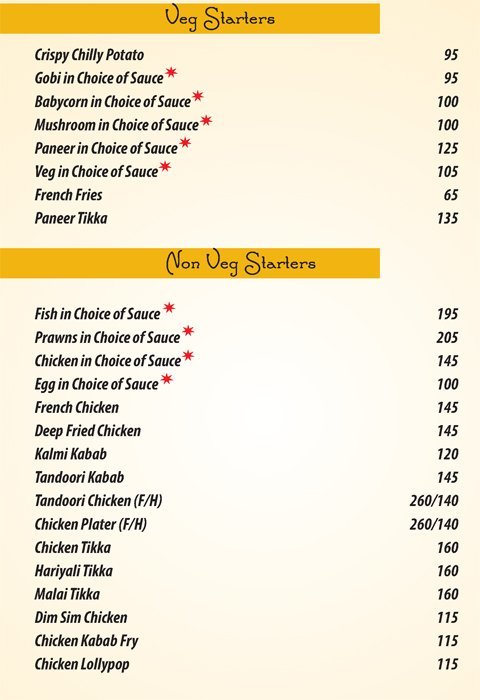 Veg Starters
Crispy Chilly Potato 95
Gobi in Choice of Sauce 95
Babycorn in Choice of Sauce 100
Mushroom in Choice of Sauce 100
Paneer in Choice of Sauce 125
Veg in Choice of Sauce 105
French Fries 65
Paneer Tikka 135
Non Veg Starters
Fish in Choice of Sauce 195
Prawns in Choice of Sauce 205
Chicken in Choice of Sauce 145
Egg in Choice of Sauce 100
French Chicken 145
Deep Fried Chicken 145
Kalmi Kabab 120
Tandoori Kabab 145
Tandoori Chicken (F/H) 260/140
Chicken Plater (F/H) 260/140
Chicken Tikka 160
Hariyali Tikka 160
Malai Tikka 160
Dim Sim Chicken 115
Chicken Kabab Fry 115
Chicken Lollypop 115